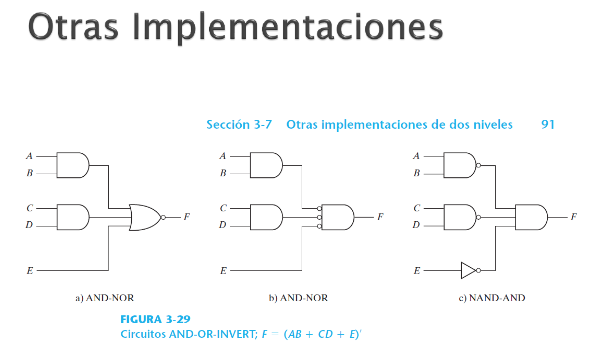 Otras Implementaciones
Sección 3-7 Otras implementaciones de dos niveles 91
A
B
C
D
E
F
a) AND-NOR
A
B
C
D
E
F
b) AND-NOR
A
B
C
D
E
F
c) NAND-AND
FIGURA 3-29
Circuitos AND-OR-INVERT; F = (AB + CD + E)'